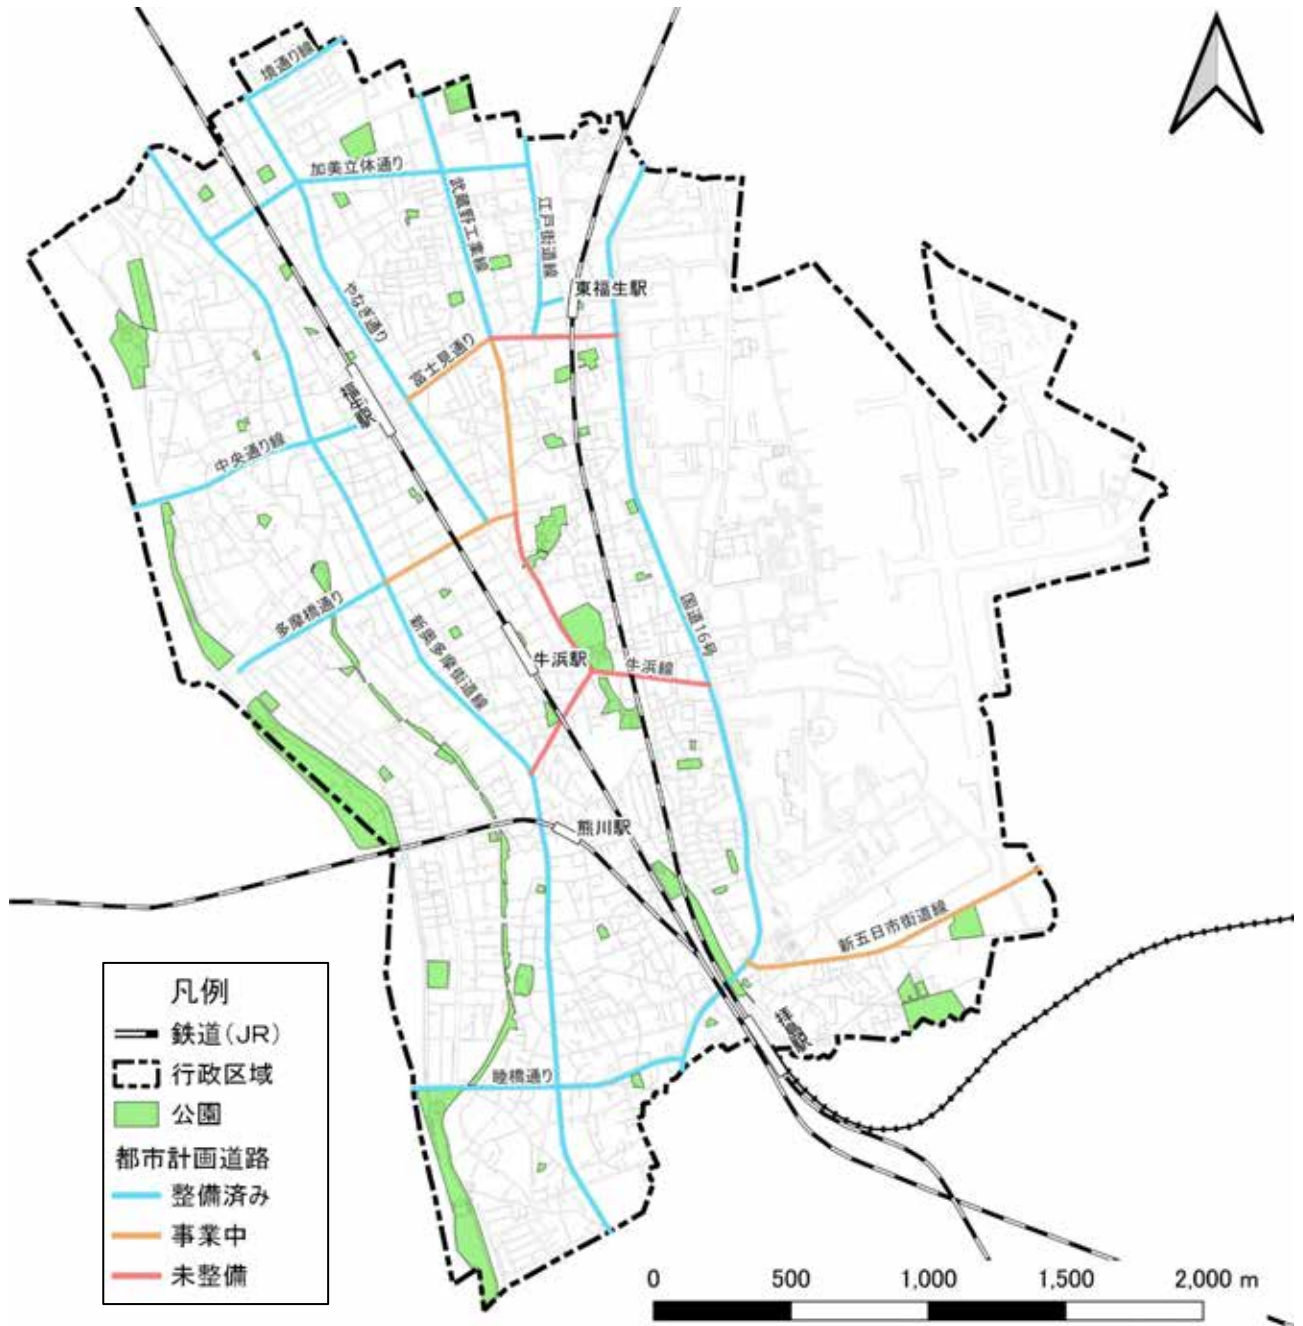 境通り線
加美立体通り
武蔵野工業線
江戸街道線
東福生駅
やなぎ通り
富士見通り
福生駅
中央通り線
多摩橋通り
新奥多摩街道線
牛浜駅
牛浜線
国道16号
熊川駅
新五日市街道線
拝島駅
睦橋通り
凡例
鉄道(JR)
行政区域
公園
都市計画道路
整備済み
事業中
未整備
0 500 1,000 1,500 2,000 m